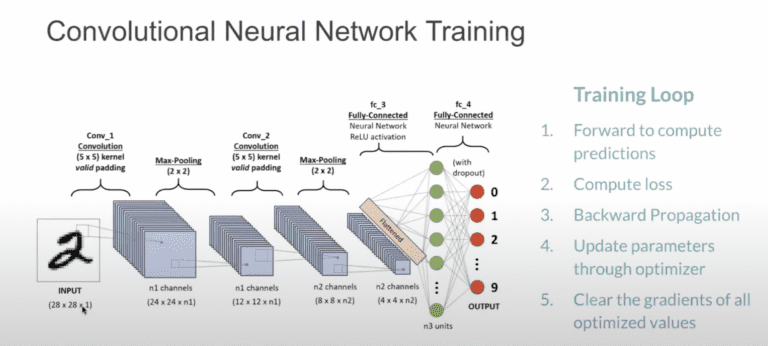 Convolutional Neural Network Training
Conv_1
Convolution
(5 x 5) kernel
valid padding
Max-Pooling
(2 x 2)
Conv_2
Convolution
(5 x 5) kernel
valid padding
Max-Pooling
(2 x 2)
fc_3
Fully-Connected
Neural Network
ReLU activation
fc_4
Fully-Connected
Neural Network
(with
dropout)
2
Flattened
0
1
2
9
INPUT
(28 x 28 x 1)
n1 channels
(24 x 24 x n1)
n1 channels
(12 x 12 x n1)
n2 channels
(8 x 8 x n2)
n2 channels
(4 x 4 x n2)
n3 units
OUTPUT
Training Loop
1. Forward to compute
predictions
2. Compute loss
3. Backward Propagation
4. Update parameters
through optimizer
5. Clear the gradients of all
optimized values